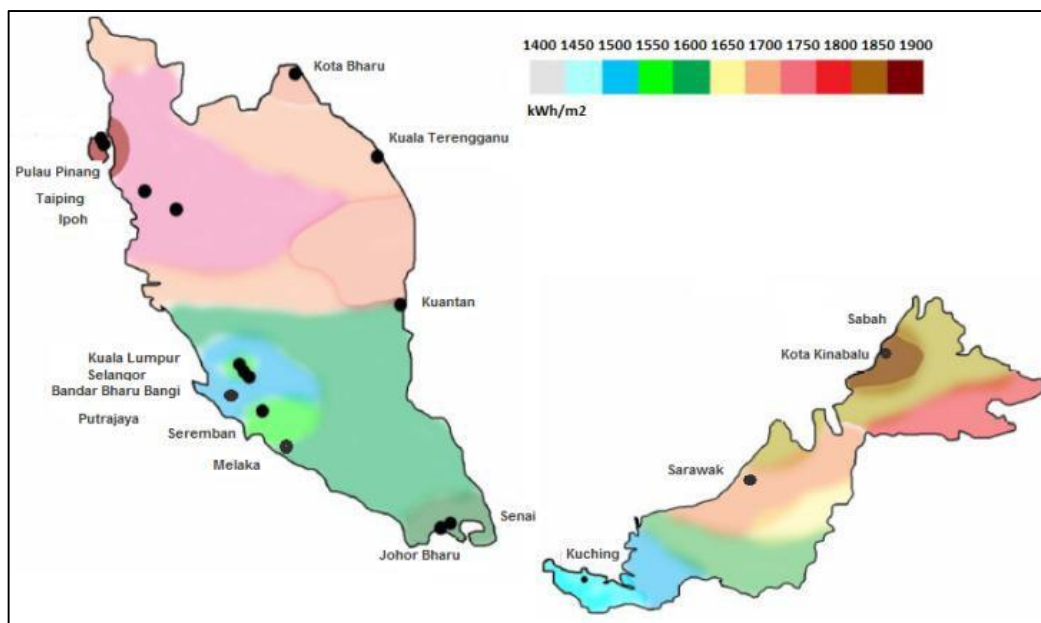 1400 1450 1500 1550 1600 1650 1700 1750 1800 1850 1900
kWh/m2
Kota Bharu
Kuala Terengganu
Pulau Pinang
Taiping
Ipoh
Kuantan
Kuala Lumpur
Selangor
Bandar Bharu Bangi
Putrajaya
Seremban
Melaka
Senai
Johor Bharu
Sabah
Kota Kinabalu
Sarawak
Kuching